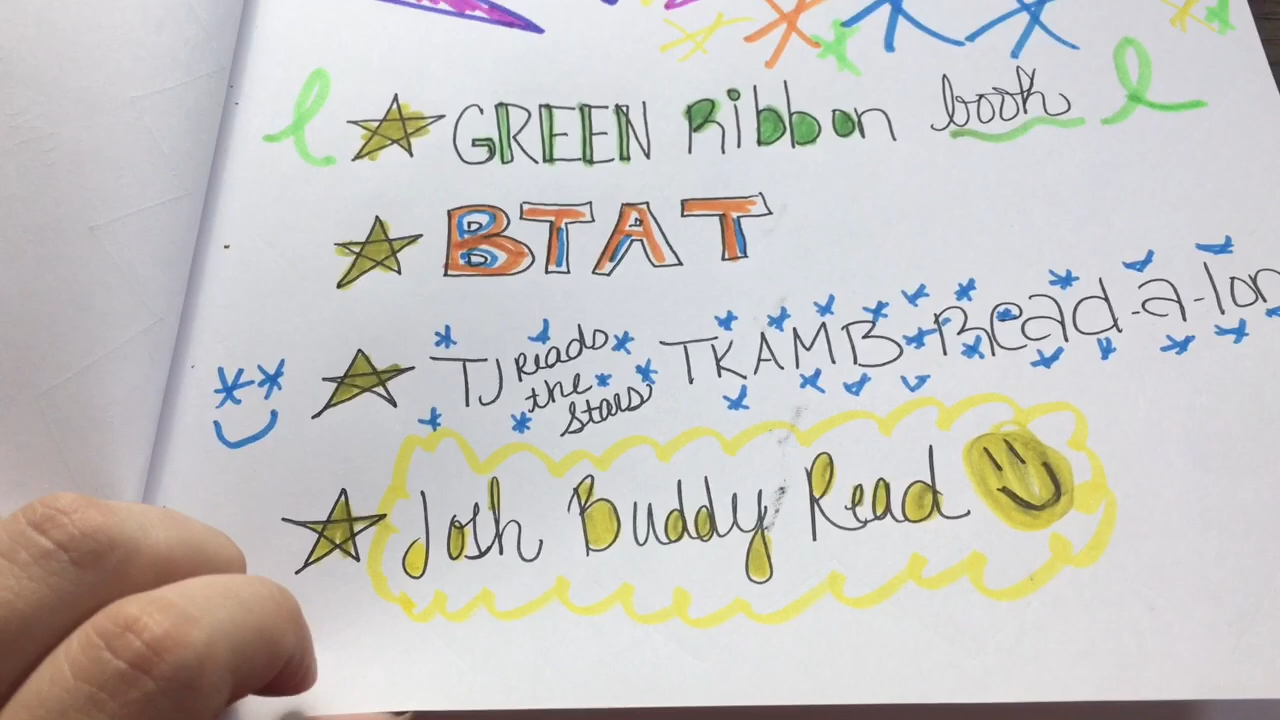 GREEN Ribbon book
BTAT
TJ Reads the Stars TKAMB Read-a-lon
Josh Buddy Read